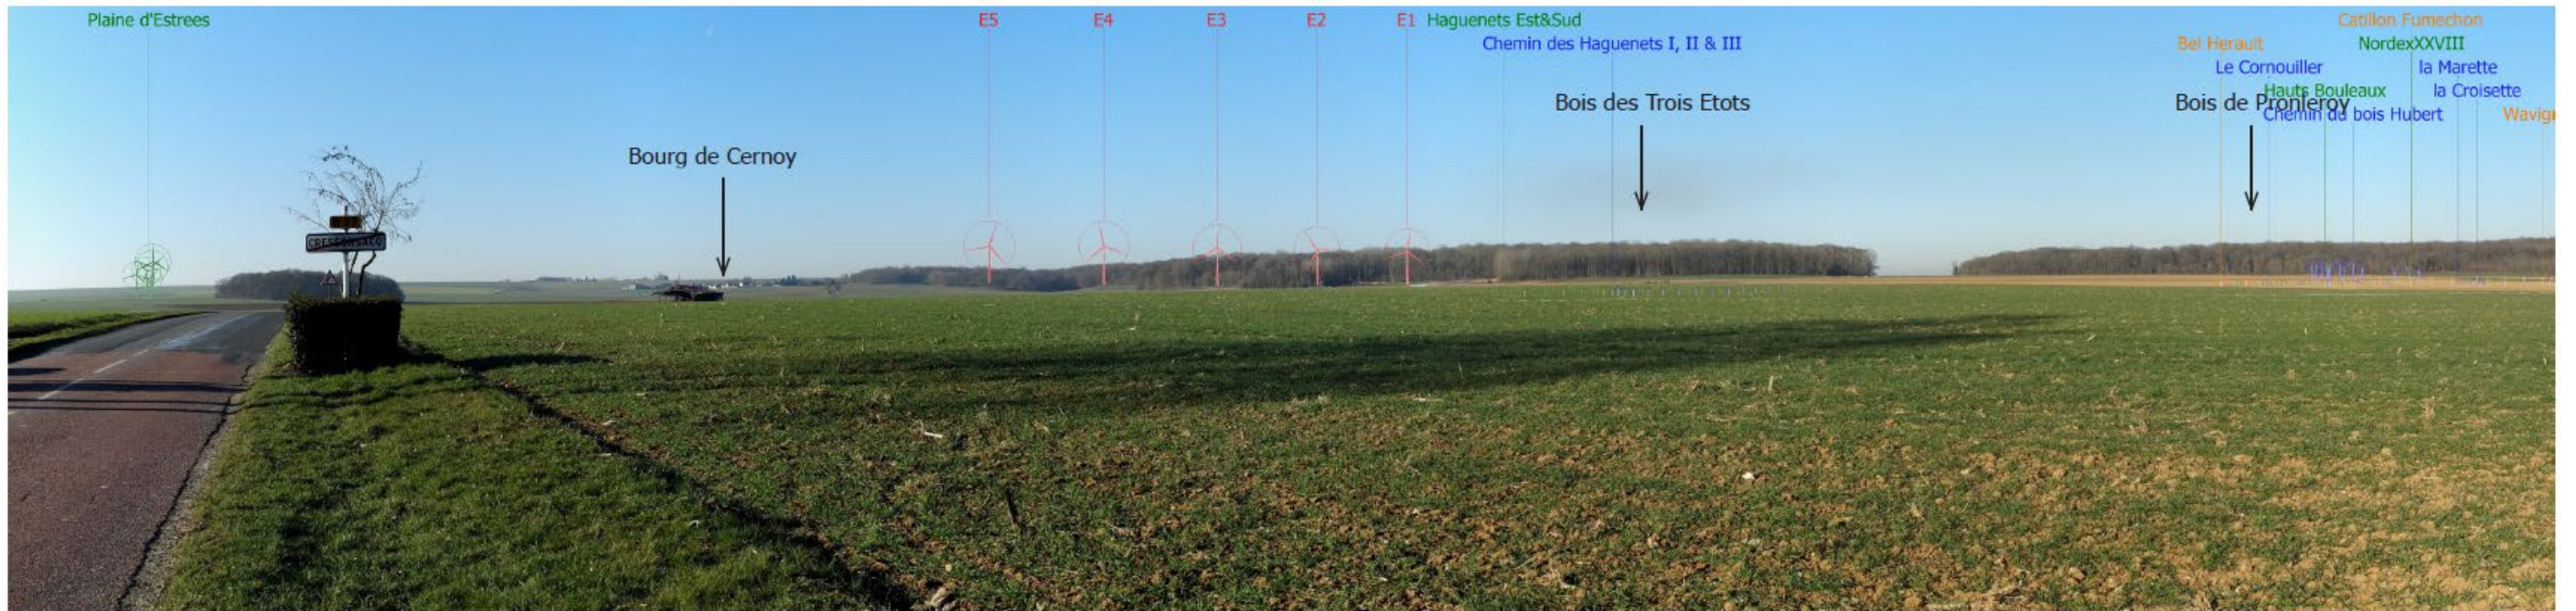 Plaine d'Estrees
E5
E4
E3
E2
E1
Haguenets Est&Sud
Catillon Fumechon
Chemin des Haguenets I, II & III
Bel Herault
NordexXXVIII
Le Cornouiller
la Marette
Hauts Bouleaux
la Croisette
Bois des Trois Etots
Bois de Pronleroy
Chemin du bois Hubert
Wavign
Bourg de Cernoy
CRESSONSACQ